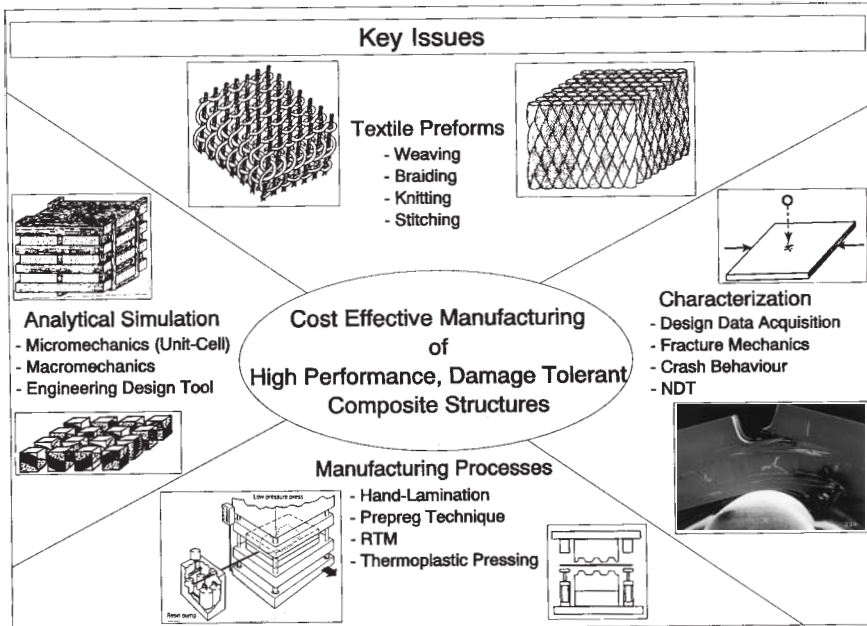 Key Issues
Textile Preforms
- Weaving
- Braiding
- Knitting
- Stitching
Analytical Simulation
- Micromechanics (Unit-Cell)
- Macromechanics
- Engineering Design Tool
Cost Effective Manufacturing
of
High Performance, Damage Tolerant
Composite Structures
Characterization
- Design Data Acquisition
- Fracture Mechanics
- Crash Behaviour
- NDT
Manufacturing Processes
- Hand-Lamination
- Prepreg Technique
- RTM
- Thermoplastic Pressing
Low pressure press
Resin pump